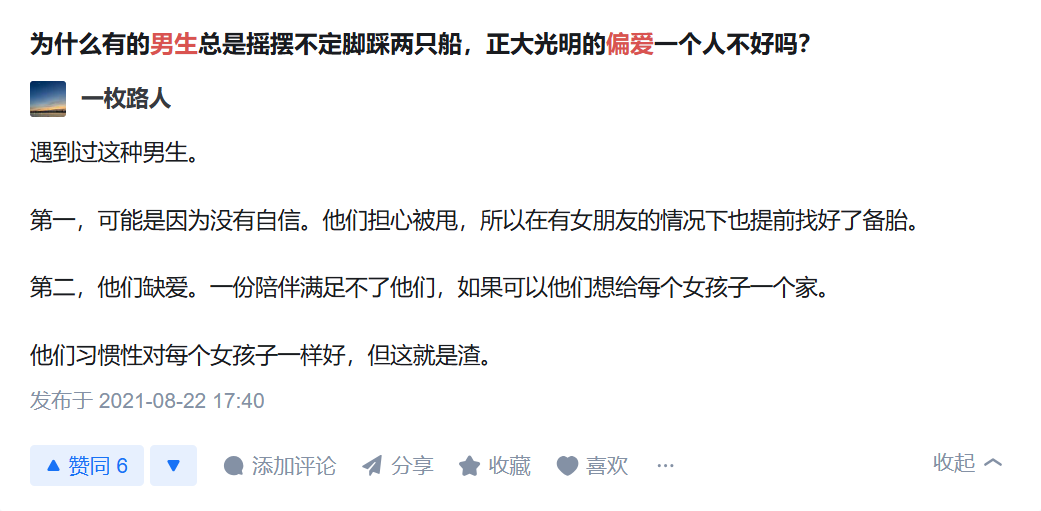 为什么有的男生总是摇摆不定脚踩两只船，正大光明的偏爱一个人不好吗？
一枚路人
遇到过这种男生。
第一，可能是因为没有自信。他们担心被甩，所以在有女朋友的情况下也提前找好了备胎。
第二，他们缺爱。一份陪伴满足不了他们，如果可以他们想给每个女孩子一个家。
他们习惯性对每个女孩子一样好，但这就是渣。
发布于 2021-08-22 17:40
赞同 6 添加评论 分享 收藏 喜欢 ··· 收起